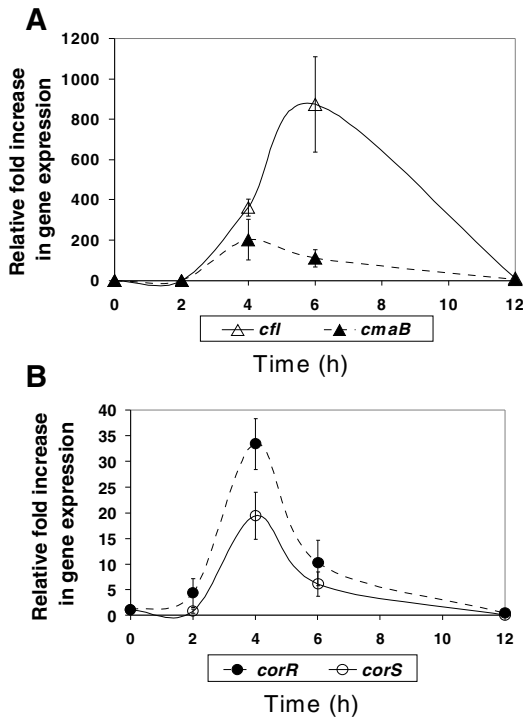 A
Relative fold increase
in gene expression
1200
1000
800
600
400
200
0
0 2 4 6 8 10 12
cfl cmaB
Time (h)
B
Relative fold increase
in gene expression
40
35
30
25
20
15
10
5
0
0 2 4 6 8 10 12
corR corS
Time (h)